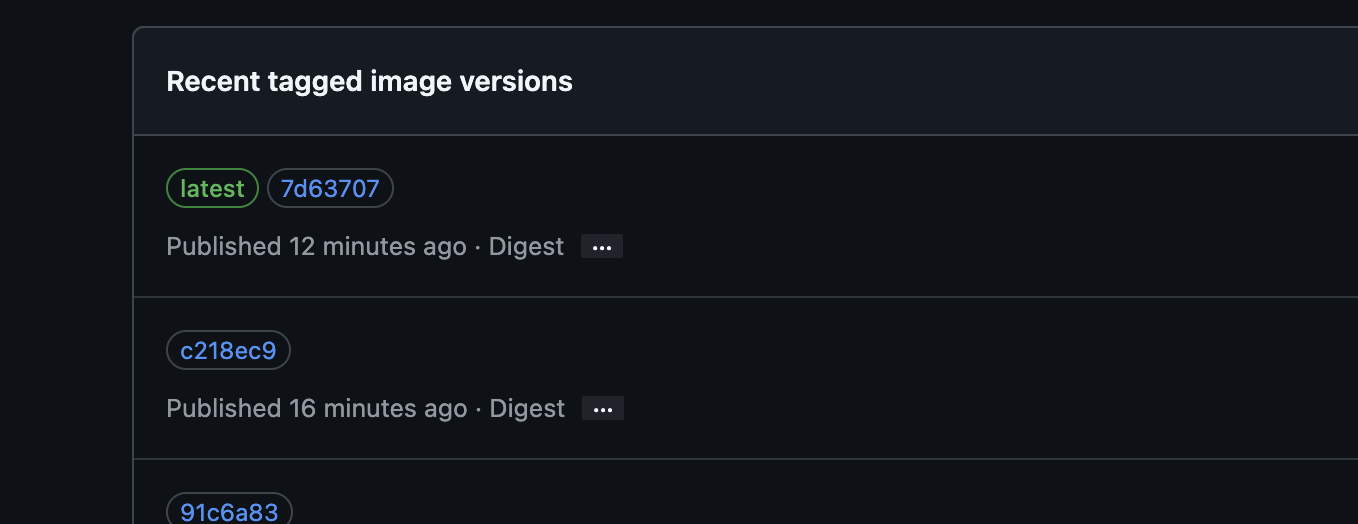 Recent tagged image versions
latest 7d63707
Published 12 minutes ago · Digest ...
c218ec9
Published 16 minutes ago · Digest ...
91c6a83